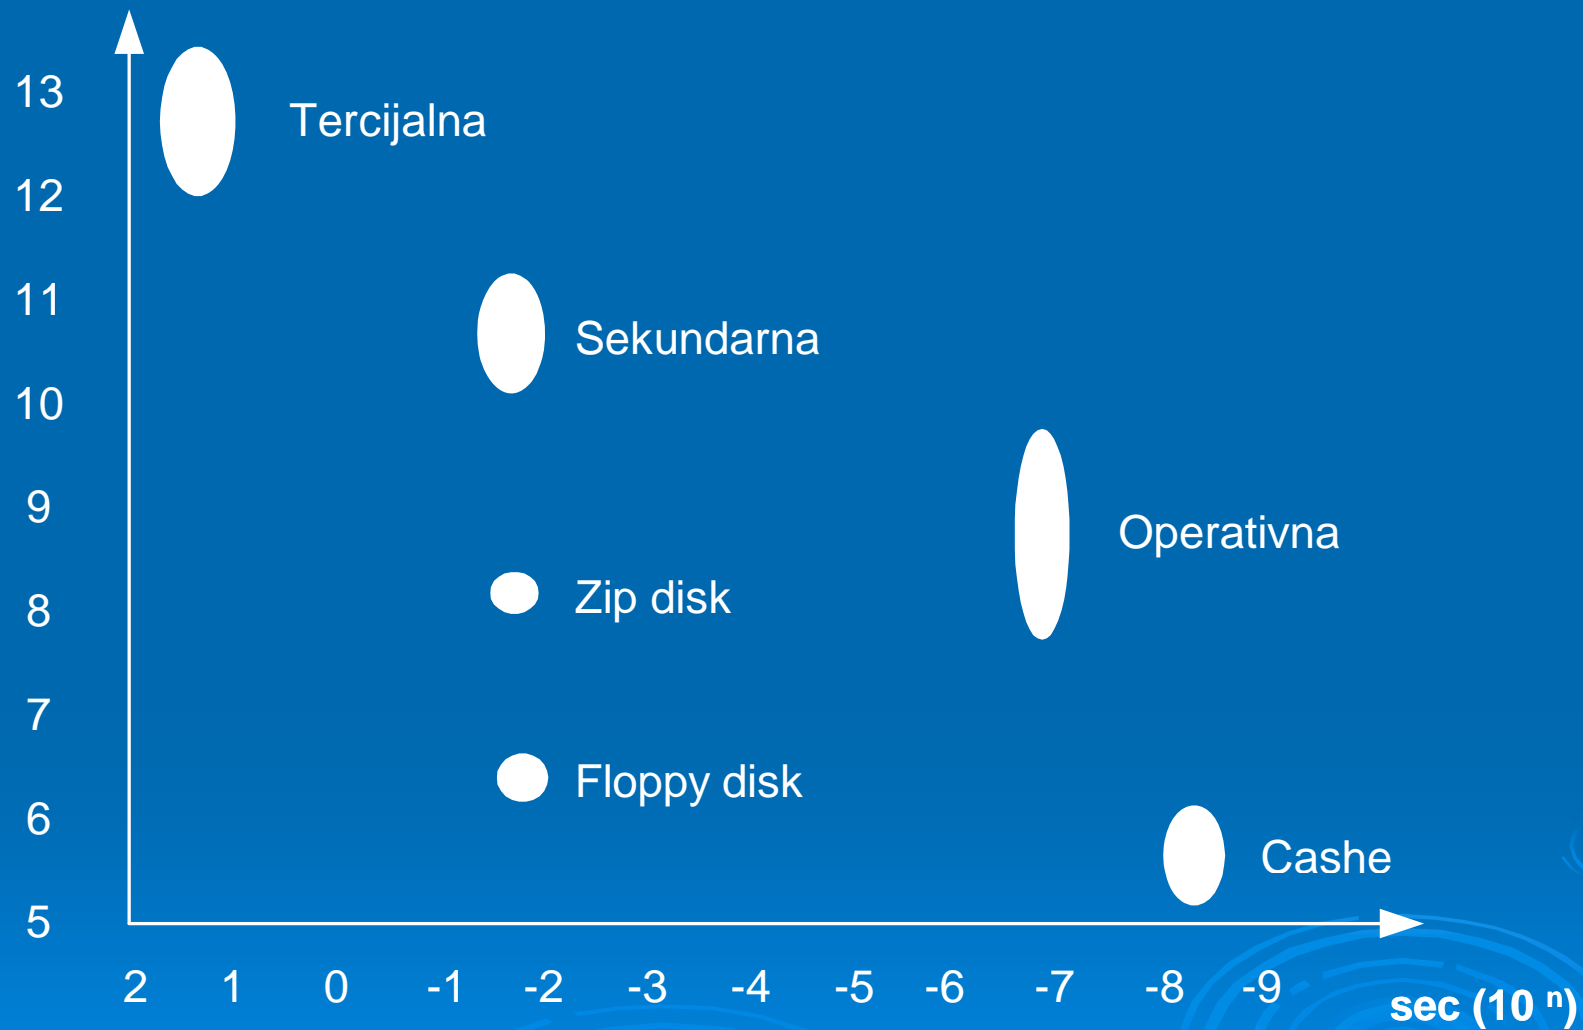 13
Tercijalna
12
11
Sekundarna
10
9
Operativna
8
Zip disk
7
Floppy disk
6
Cashe
5
2 1 0 -1 -2 -3 -4 -5 -6 -7 -8 -9
sec (10 ⁿ)